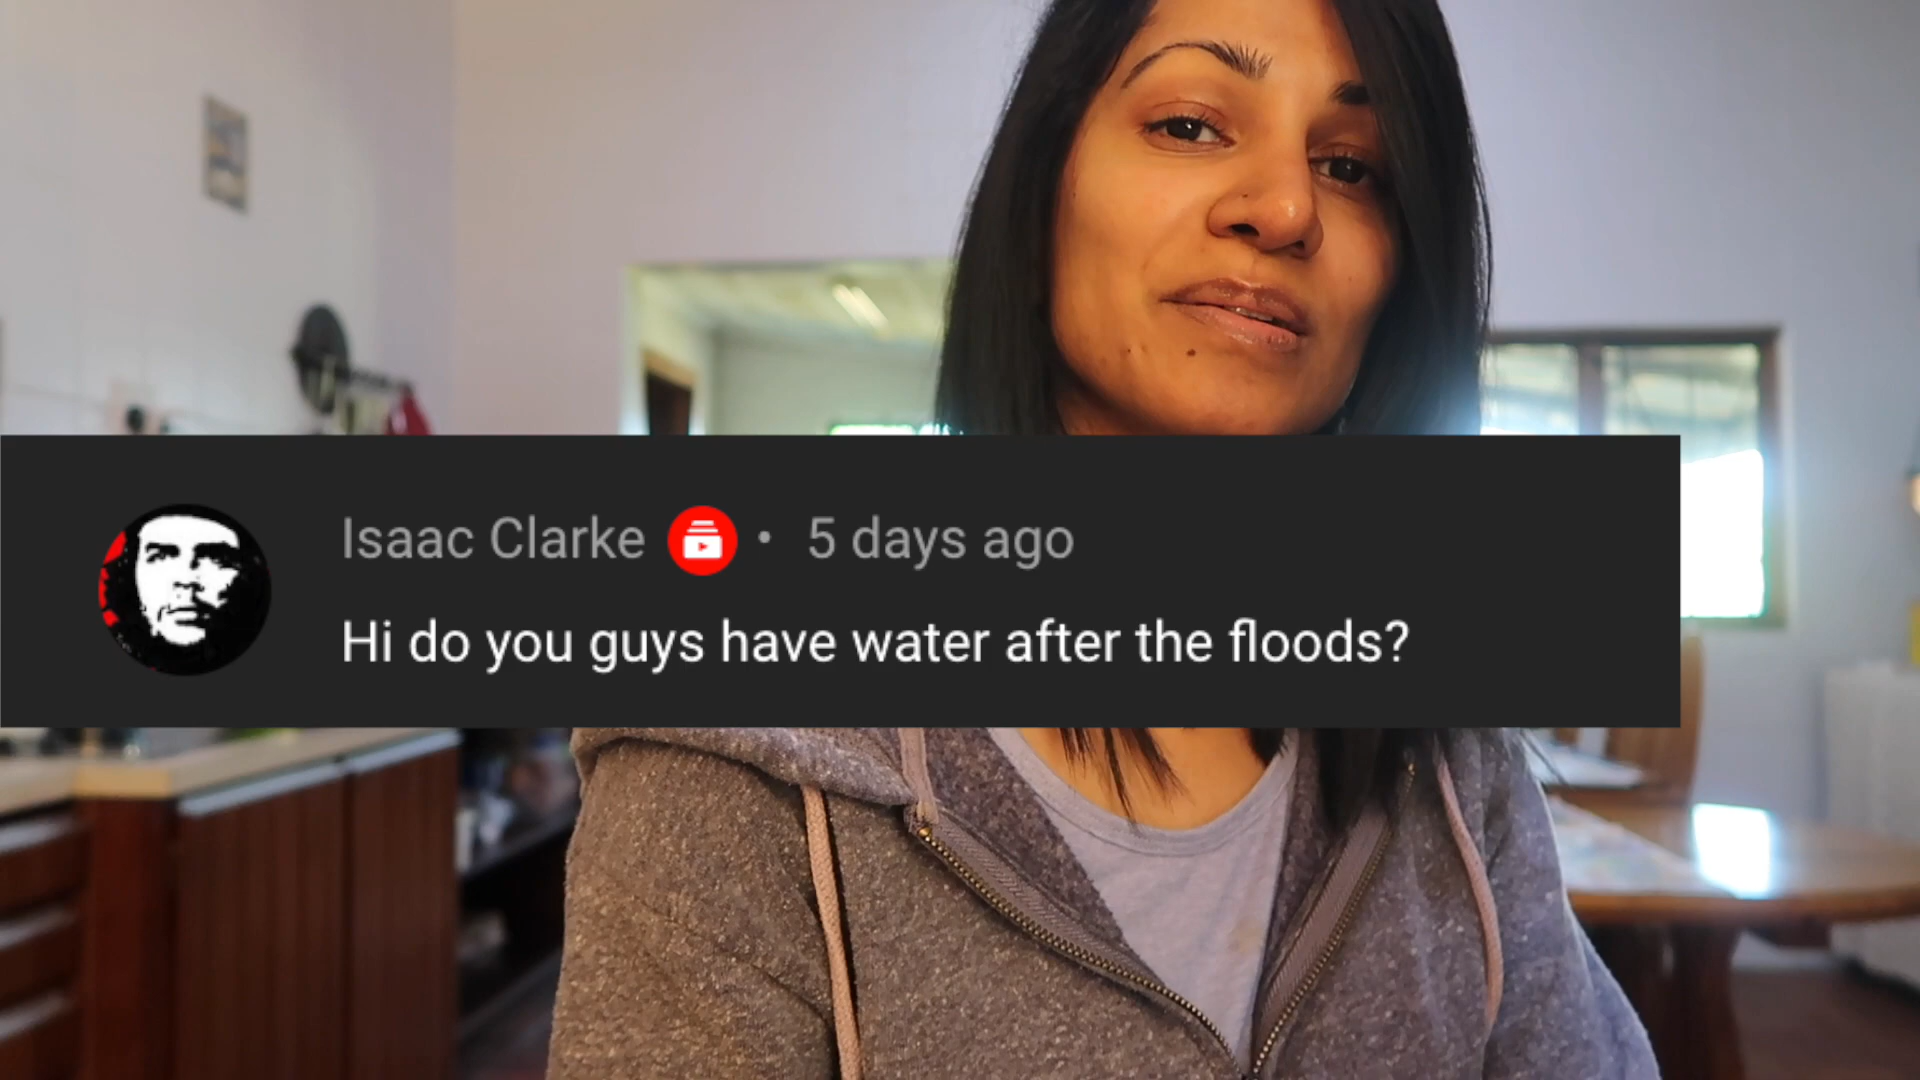 Isaac Clarke • 5 days ago
Hi do you guys have water after the floods?